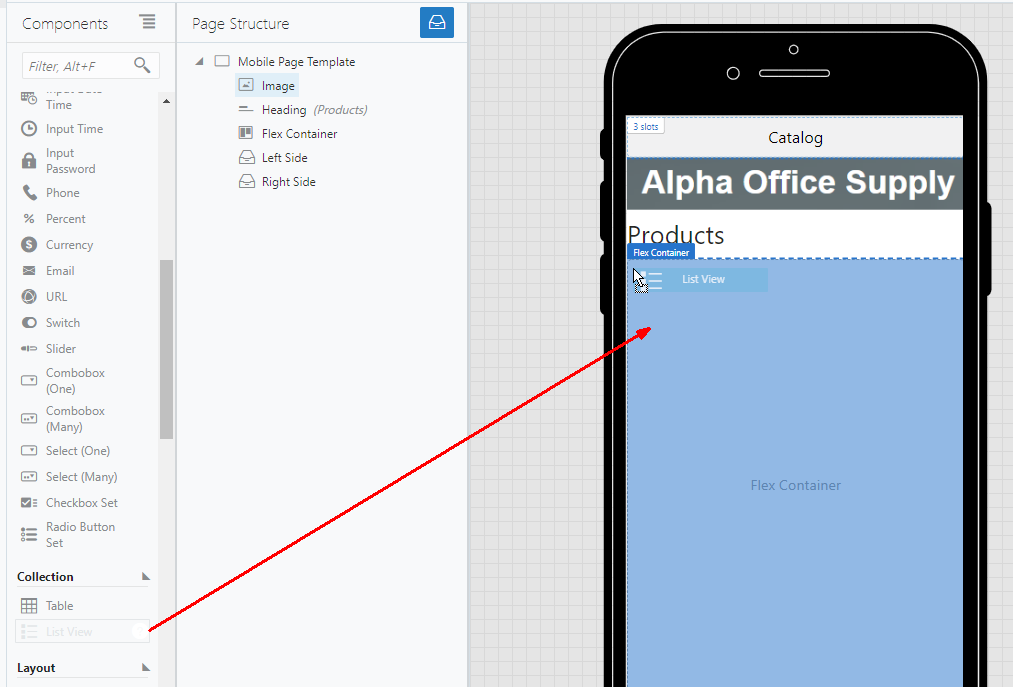 Components
Filter, Alt+F
Input Date
Time
Input Time
Input
Password
Phone
% Percent
Currency
$
Email
URL
Switch
Slider
Combobox
(One)
Combobox
(Many)
Select (One)
Select (Many)
Checkbox Set
Radio Button
Set
Collection
Table
List View
Layout
Page Structure
Mobile Page Template
Image
Heading (Products)
Flex Container
Left Side
Right Side
3 slots
Catalog
Alpha Office Supply
Products
Flex Container
List View
Flex Container